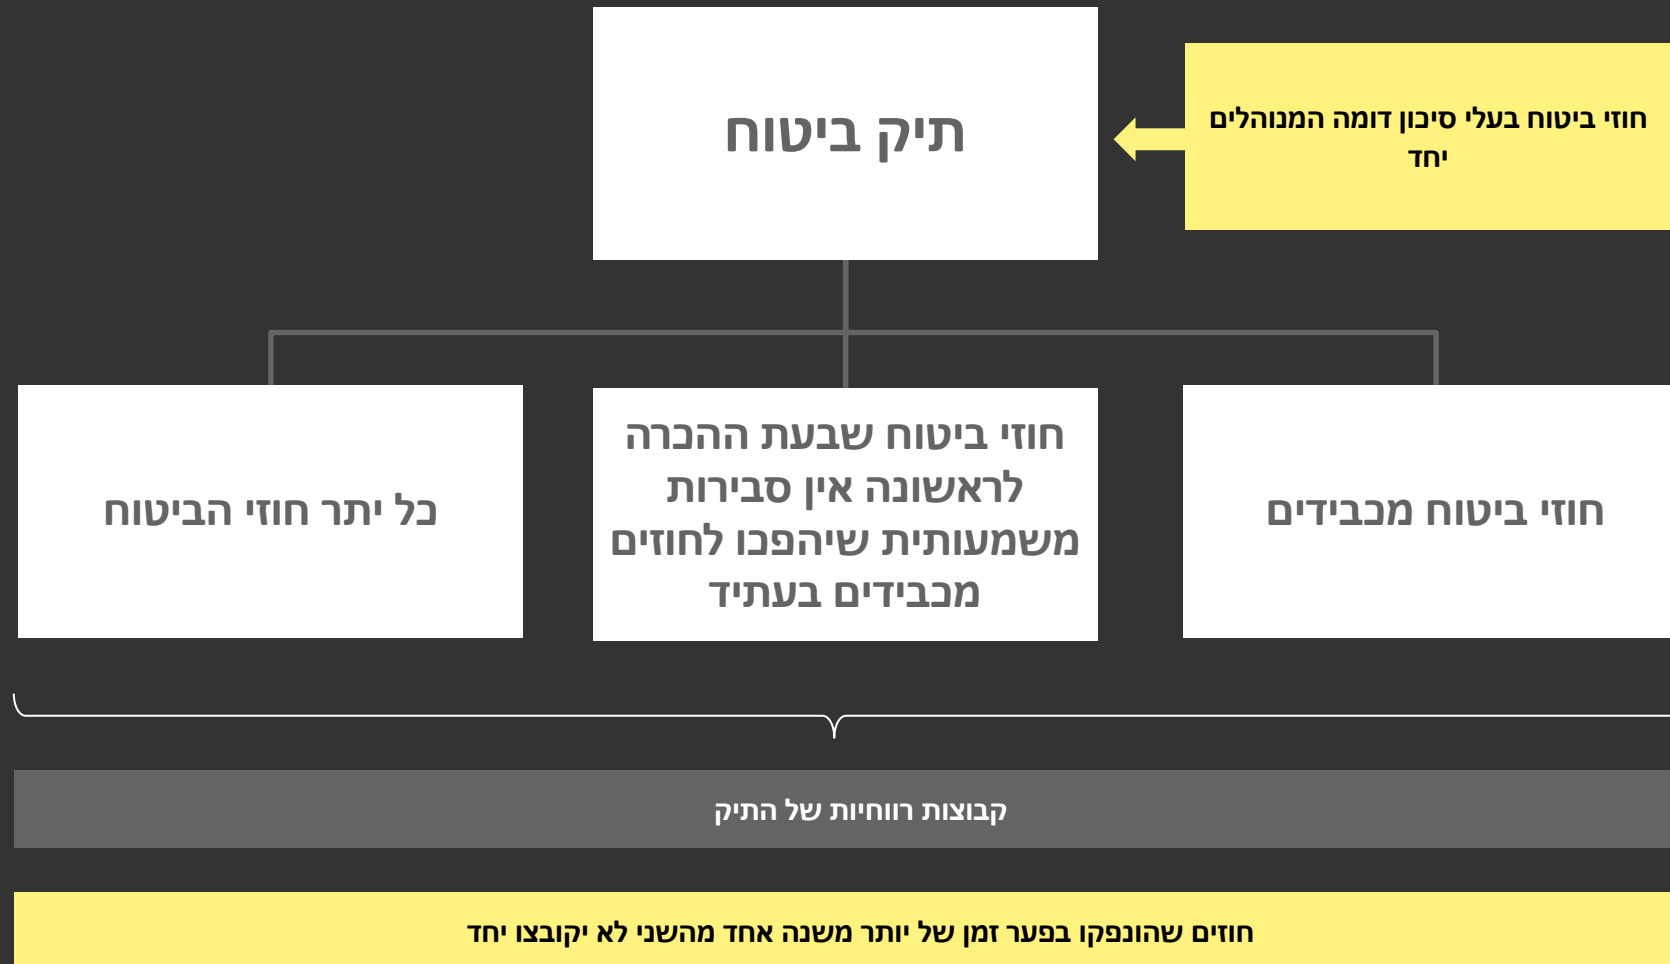 תיק ביטוח
חוזי ביטוח בעלי סיכון דומה המנוהלים
יחד
חוזי ביטוח מכבידים
חוזי ביטוח שבעת ההכרה
לראשונה אין סבירות
משמעותית שיהפכו לחוזים
מכבידים בעתיד
כל יתר חוזי הביטוח
קבוצות רווחיות של התיק
חוזים שהונפקו בפער זמן של יותר משנה אחד מהשני לא יקובצו יחד